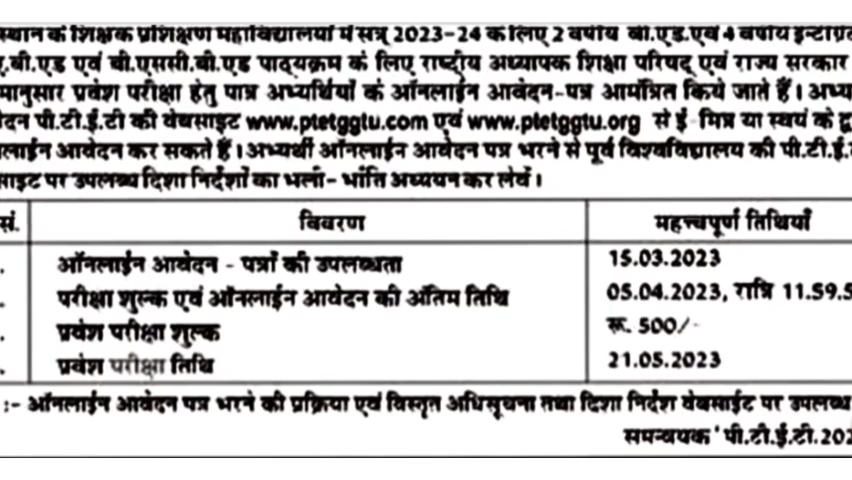 स्थान के शिक्षक प्रशिक्षण महाविद्यालयों में सत्र 2023-24 के लिए 2 वर्षीय बी.एड.एवं 4 वर्षीय इन्टीग्रे
.बी.एड एवं बी.एससी.बी.एड पाठ्यक्रम के लिए राष्ट्रीय अध्यापक शिक्षा परिषद् एवं राज्य सरकार
मानुसार प्रवेश परीक्षा हेतु पात्र अभ्यर्थियों के ऑनलाईन आवेदन-पत्र आमंत्रित किये जाते हैं। अभ्य
दन पी.टी.ई.टी की वेबसाइट www.ptetggtu.com एवं www.ptetggtu.org से ई- मित्र या स्वयं के द्व
लाईन आवेदन कर सकते हैं। अभ्यर्थी ऑनलाईन आवेदन पत्र भरने से पूर्व विश्वविद्यालय की पी.टी.ई.
साइट पर उपलब्ध दिशा निर्देशों का भली- भांति अध्ययन कर लेवें।
सं. विवरण महत्त्वपूर्ण तिथियाँ
. ऑनलाईन आवेदन - पत्रों की उपलब्धता 15.03.2023
. परीक्षा शुल्क एवं ऑनलाईन आवेदन की अंतिम तिथि 05.04.2023, रात्रि 11.59.5
. प्रवेश परीक्षा शुल्क रू. 500/-
. प्रवेश परीक्षा तिथि 21.05.2023
:- ऑनलाईन आवेदन पत्र भरने की प्रक्रिया एवं विस्तृत अधिसूचना तथा दिशा निर्देश वेबसाईट पर उपलब्ध
समन्वयक' पी.टी.ई.टी.202